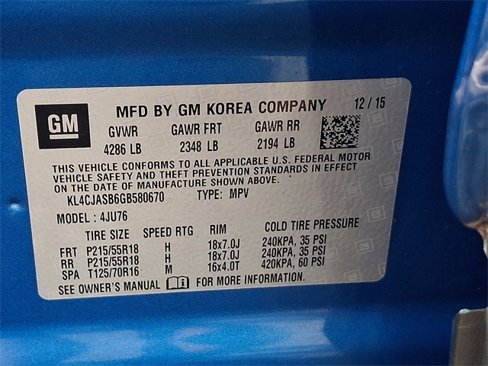 GM
MFD BY GM KOREA COMPANY 12/15
GVWR GAWR FRT GAWR RR
4286 LB 2348 LB 2194 LB
THIS VEHICLE CONFORMS TO ALL APPLICABLE U.S. FEDERAL MOTOR
VEHICLE SAFETY AND THEFT PREVENTION STANDARDS IN EFFECT
ON THE DATE OF MANUFACTURE SHOWN ABOVE.
KL4CJASB6GB580670 TYPE: MPV
MODEL : 4JU76
TIRE SIZE SPEED RTG RIM COLD TIRE PRESSURE
FRT P215/55R18 H 18x7.0J 240KPA, 35 PSI
RR P215/55R18 H 18x7.0J 240KPA, 35 PSI
SPA T125/70R16 M 16x4.0T 420KPA, 60 PSI
SEE OWNER'S MANUAL FOR MORE INFORMATION.